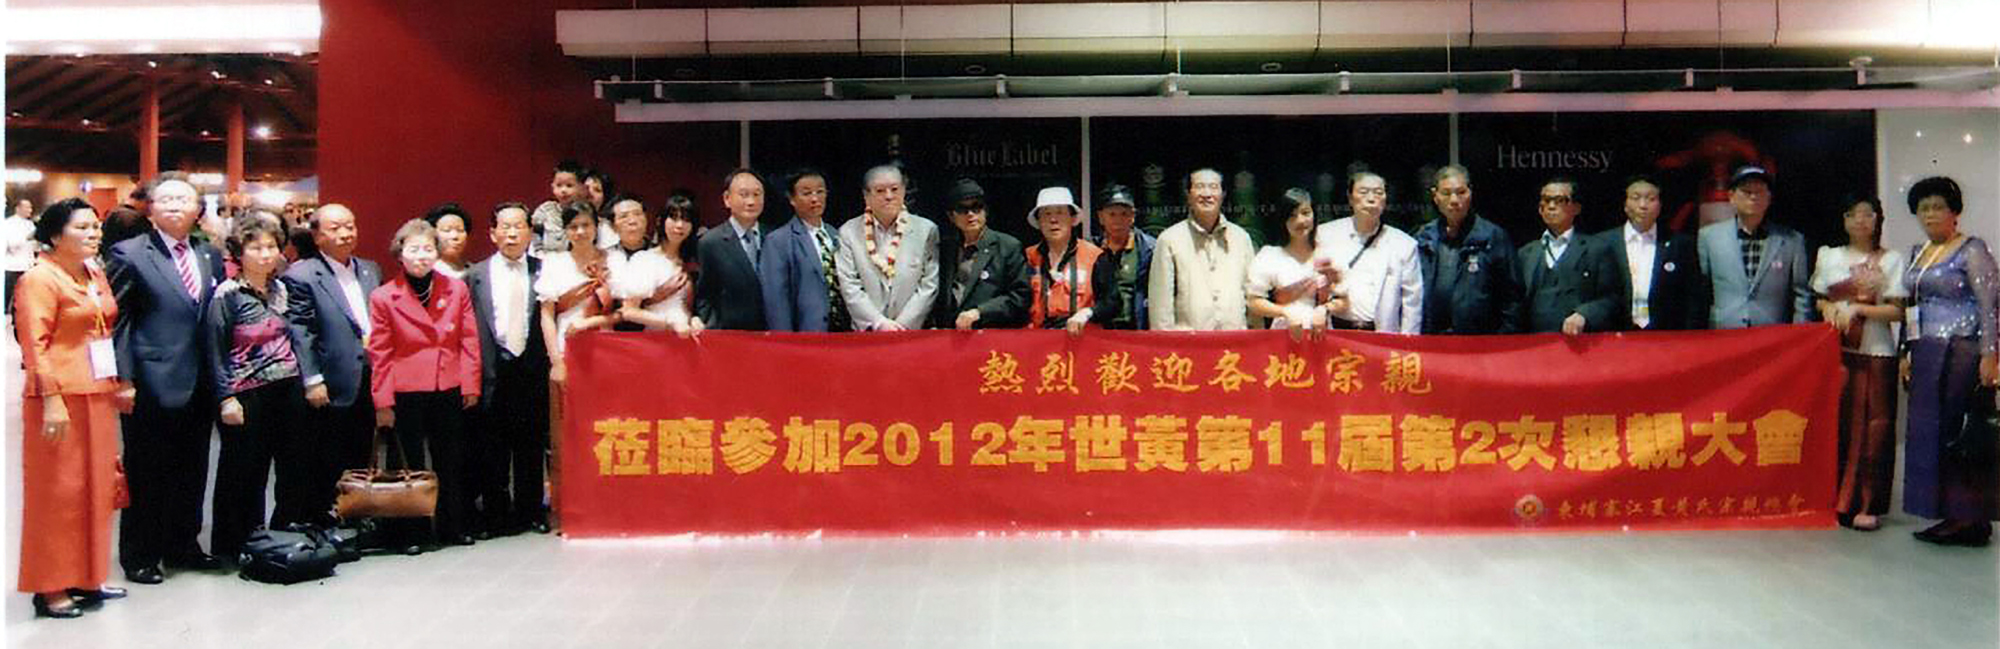 Blue Label
Hennessy
熱烈歡迎各地宗親
莅臨參加2012年世黃第11屆第2次懇親大會
柬埔寨江夏黃氏宗親總會